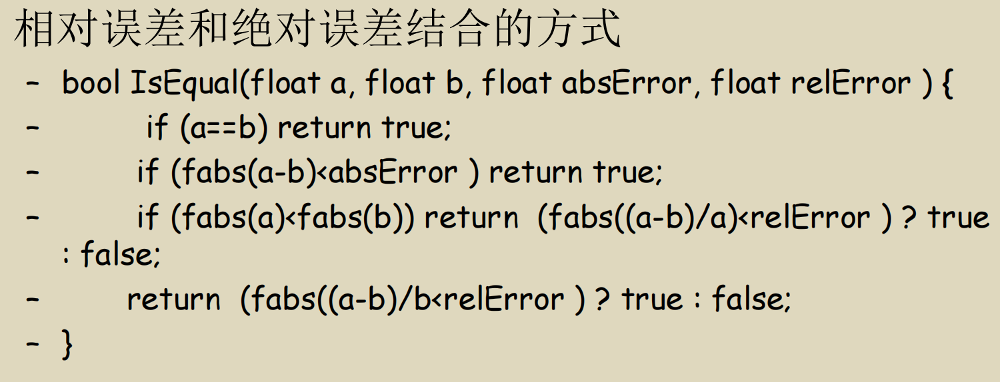 相对误差和绝对误差结合的方式
– bool IsEqual(float a, float b, float absError, float relError ) {
– if (a==b) return true;
– if (fabs(a-b)<absError ) return true;
– if (fabs(a)<fabs(b)) return (fabs((a-b)/a)<relError ) ? true
: false;
– return (fabs((a-b)/b<relError ) ? true : false;
– }